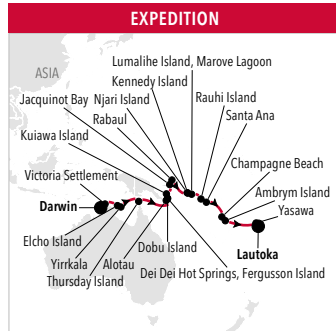 EXPEDITION
Lumalihe Island, Marove Lagoon
Kennedy Island
ASIA
Jacquinot Bay
Njari Island
Rauhi Island
Rabaul
Santa Ana
Kuiawa Island
Champagne Beach
Victoria Settlement
Ambrym Island
Darwin
Yasawa
Elcho Island
Dobu Island
Lautoka
Yirrkala
Alotau
Dei Dei Hot Springs, Fergusson Island
Thursday Island